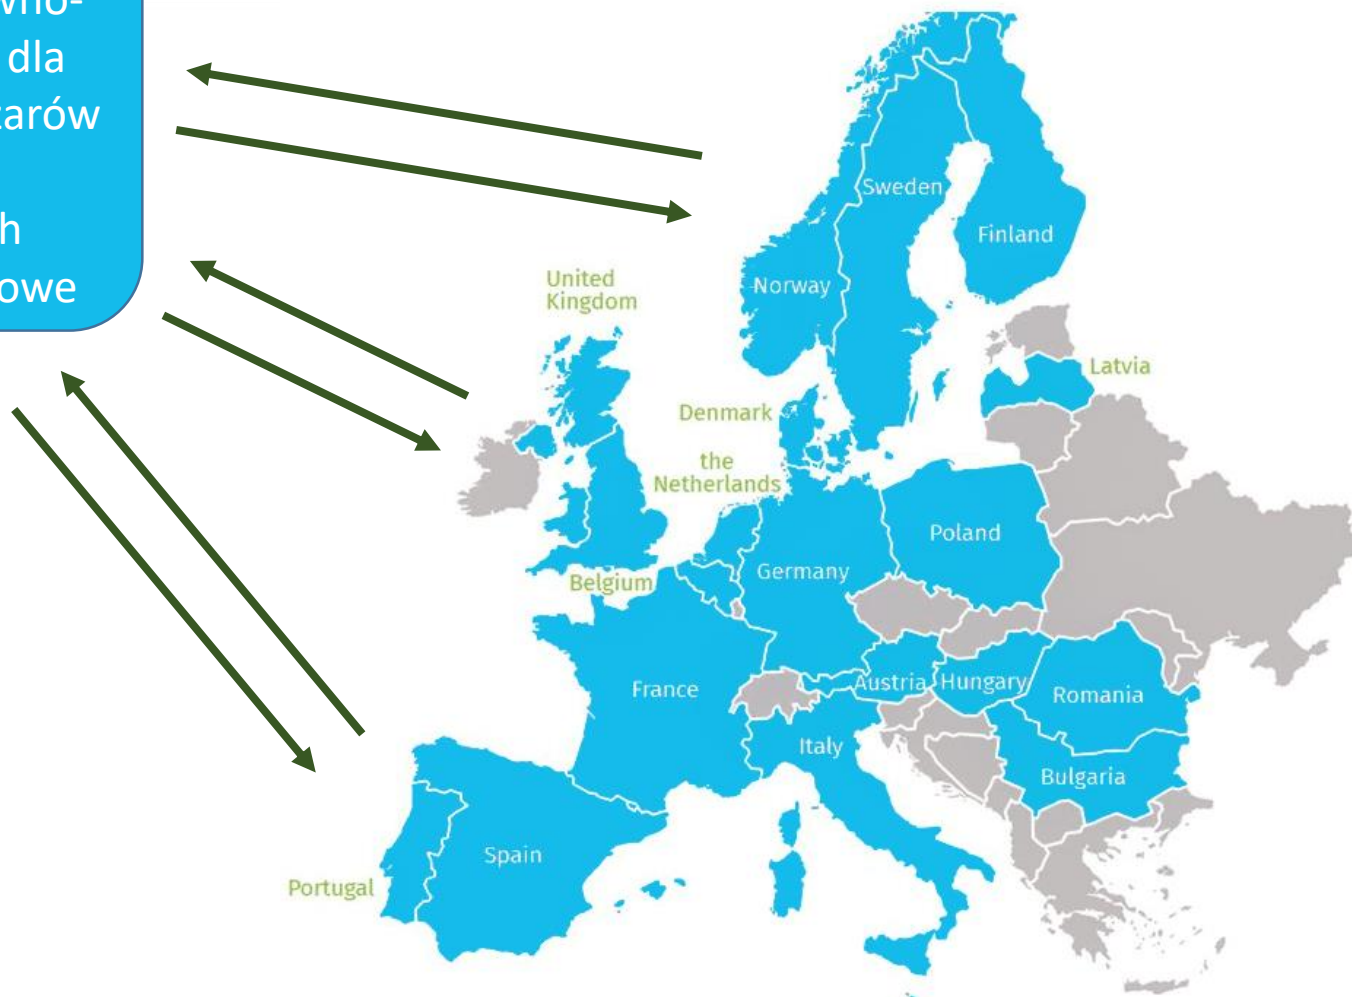 dla
h
owe
Sweden
Finland
Norway
United
Kingdom
Latvia
Denmark
the
Netherlands
Poland
Germany
Belgium
France
Austria
Hungary
Romania
Italy
Bulgaria
Spain
Portugal